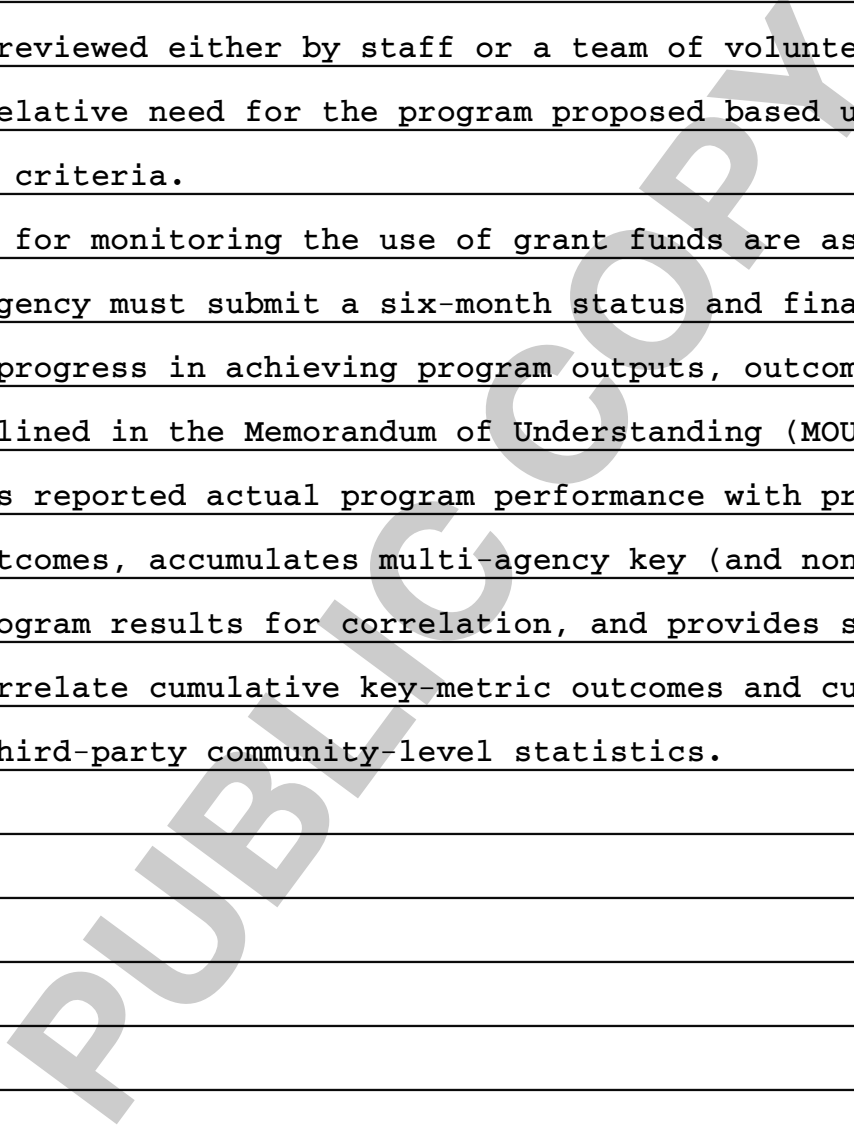 reviewed either by staff or a team of volunte
elative need for the program proposed based u
criteria.
for monitoring the use of grant funds are as
gency must submit a six-month status and fina
progress in achieving program outputs, outcom
lined in the Memorandum of Understanding (MOU
s reported actual program performance with pr
tcomes, accumulates multi-agency key (and non
ogram results for correlation, and provides s
rrelate cumulative key-metric outcomes and cu
hird-party community-level statistics.
PUBLIC COPY